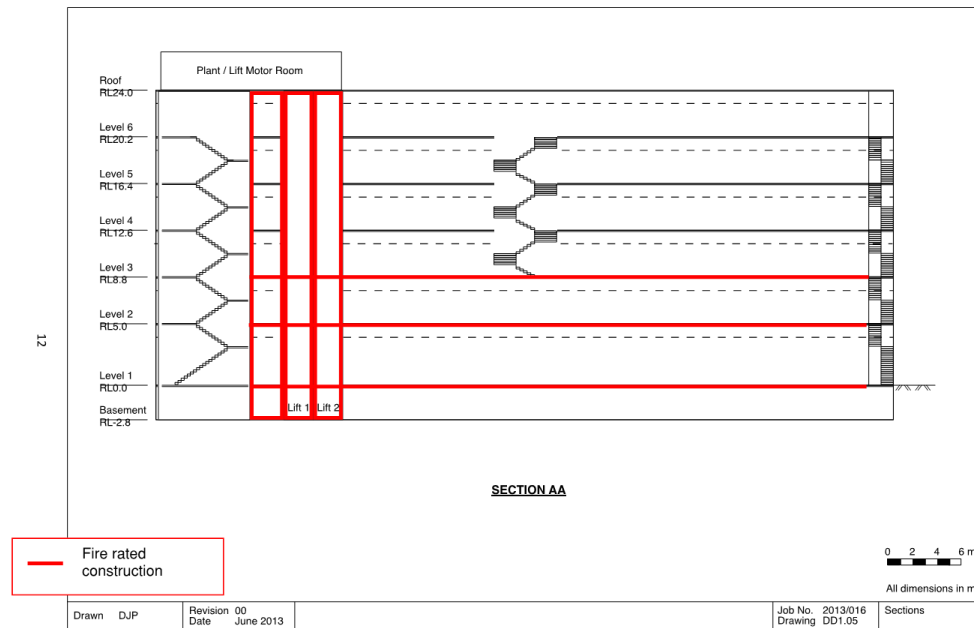 Plant / Lift Motor Room
Roof
RL24.0
Level 6
RL20.2
Level 5
RL16.4
Level 4
RL12.6
Level 3
RL8.8
Level 2
RL5.0
Level 1
RL0.0
Basement
RL-2.8
Lift 1 Lift 2
12
SECTION AA
Fire rated
construction
0 2 4 6 m
All dimensions in m
Drawn DJP
Revision 00
Date June 2013
Job No. 2013/016
Drawing DD1.05
Sections